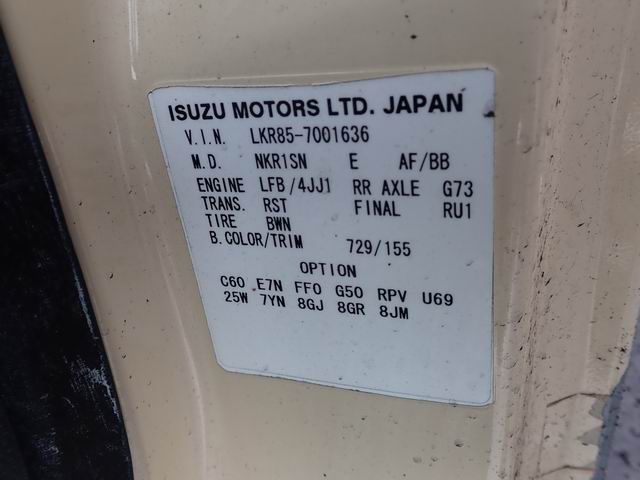 ISUZU MOTORS LTD. JAPAN
V.I.N. LKR85-7001636
M.D. NKR1SN E AF/BB
ENGINE LFB/4JJ1 RR AXLE G73
TRANS. RST FINAL RU1
TIRE BWN
B.COLOR/TRIM 729/155
OPTION
C60 E7N FF0 G50 RPV U69
25W 7YN 8GJ 8GR 8JM